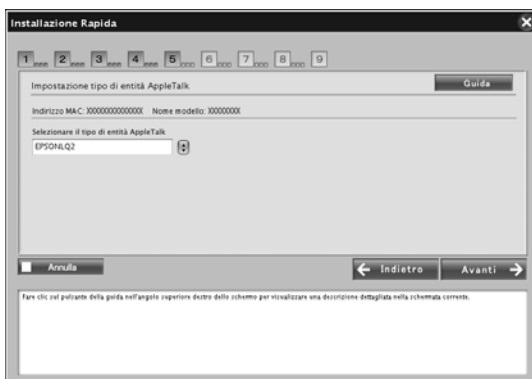 Installazione Rapida
1 2 3 4 5 6 7 8 9
Impostazione tipo di entità AppleTalk
Guida
Indirizzo MAC: XXXXXXXXXXXXXX Nome modello: XXXXXXXX
Selezionare il tipo di entità AppleTalk
EPSONLQ2
Annulla
Indietro
Avanti
Fare clic sul pulsante della guida nell'angolo superiore destro dello schermo per visualizzare una descrizione dettagliata nella schermata corrente.